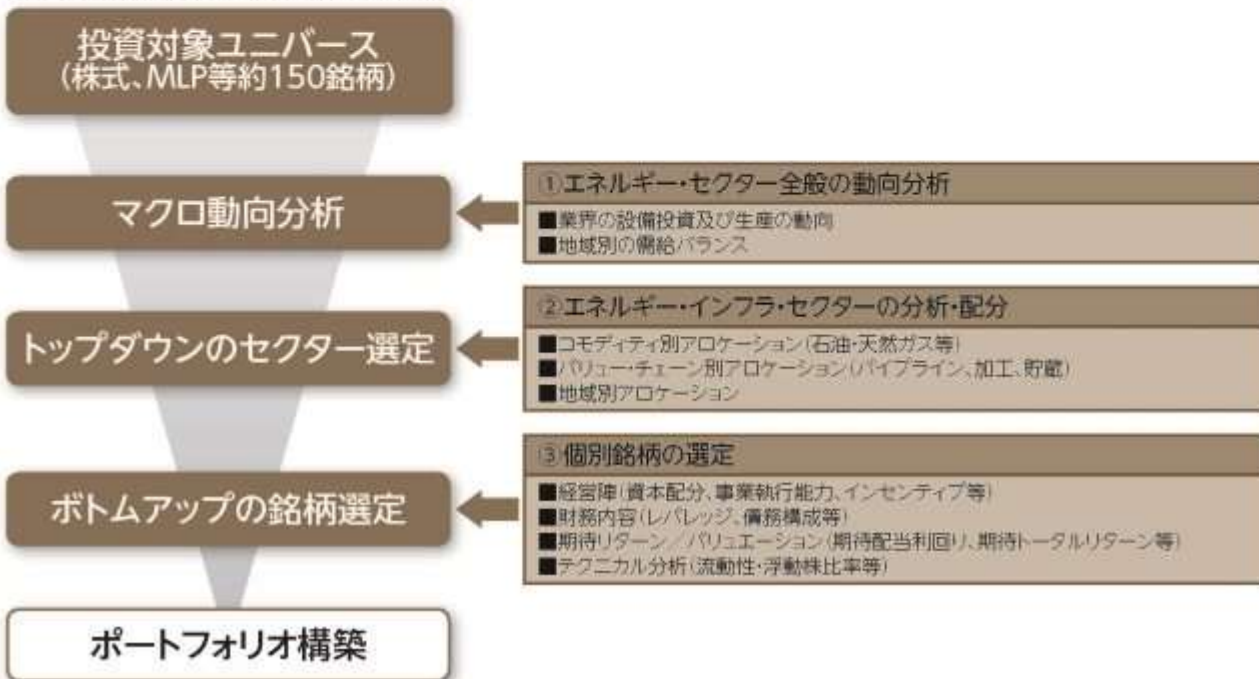 投資対象ユニバース
(株式、MLP等約150銘柄)
マクロ動向分析
①エネルギー・セクター全般の動向分析
■業界の設備投資及び生産の動向
■地域別の需給バランス
トップダウンのセクター選定
②エネルギー・インフラ・セクターの分析・配分
■コモディティ別アロケーション(石油・天然ガス等)
■バリュー・チェーン別アロケーション(パイプライン、加工、貯蔵)
■地域別アロケーション
ボトムアップの銘柄選定
③個別銘柄の選定
■経営陣(資本配分、事業執行能力、インセンティブ等)
■財務内容(レバレッジ、債務構成等)
■期待リターン/バリュエーション(期待配当利回り、期待トータルリターン等)
■テクニカル分析(流動性・浮動株比率等)
ポートフォリオ構築